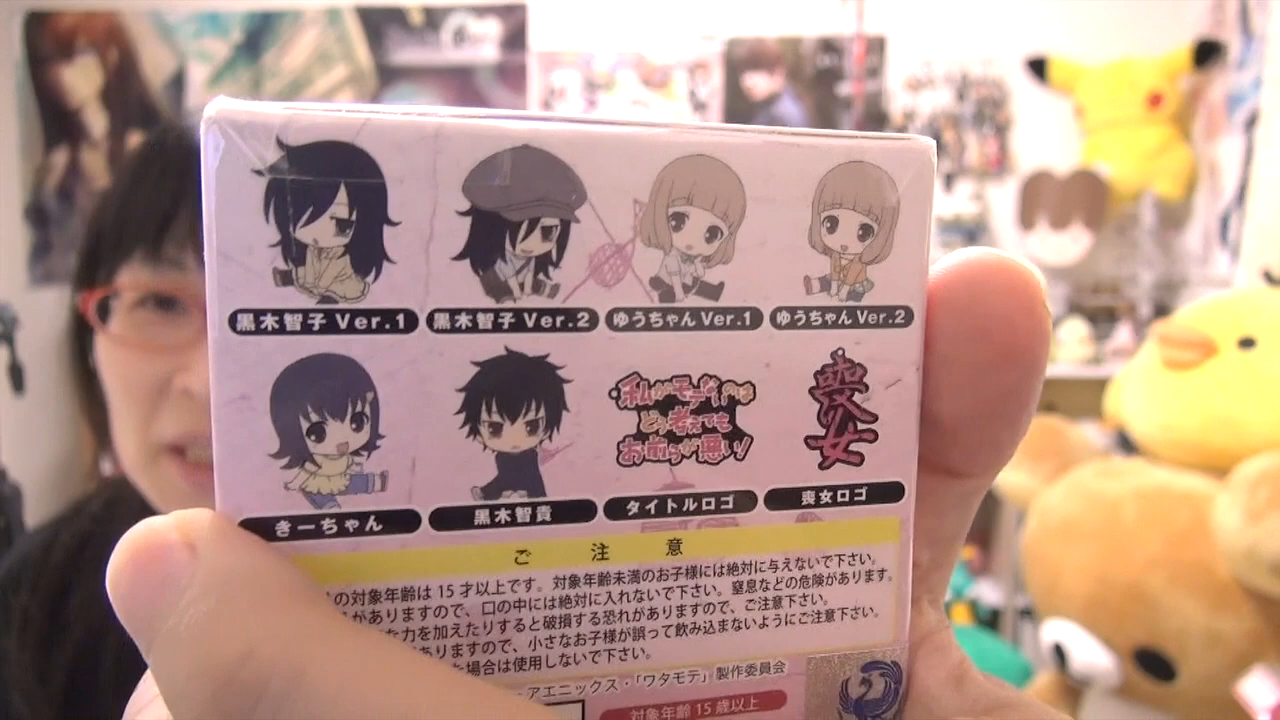 黒木智子 Ver.1
黒木智子 Ver.2
ゆうちゃん Ver.1
ゆうちゃん Ver.2
きーちゃん
黒木智貴
私がモテないのは
どう考えても
お前らが悪い!
タイトルロゴ
喪女
喪女ロゴ
ご注意
の対象年齢は15才以上です。対象年齢未満のお子様には絶対に与えないで下さい。
がありますので、口の中には絶対に入れないで下さい。窒息などの危険があります。
力を加えたりすると破損する恐れがありますので、ご注意下さい。
ありますので、小さなお子様が誤って飲み込まないようにご注意下さい。
場合は使用しないで下さい。
アエニックス・「ワタモテ」製作委員会
対象年齢15歳以上